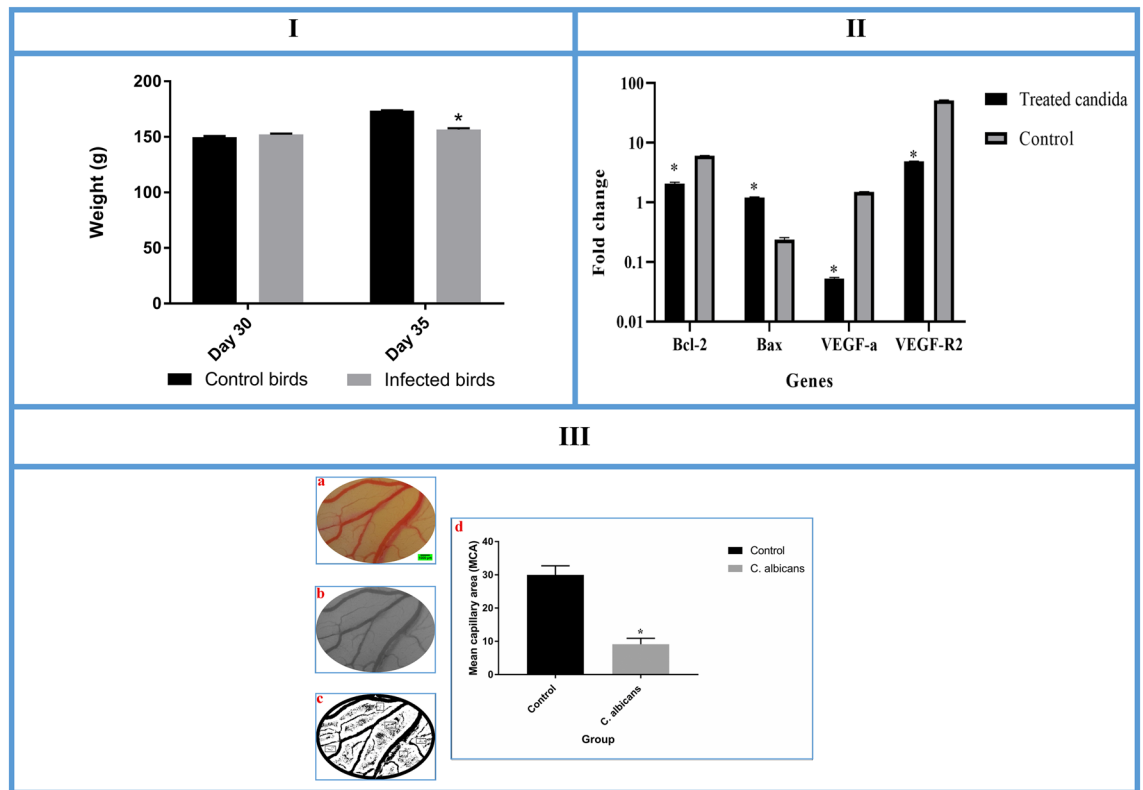 I
II
200
150
100
50
0
Weight (g)
*
Day 30
Day 35
Control birds
Infected birds
100
10
1
0.1
0.01
Fold change
*
*
*
*
Bcl-2
Bax
VEGF-a
VEGF-R2
Genes
Treated candida
Control
III
a
b
c
d
40
30
20
10
0
Mean capillary area (MCA)
*
Control
C. albicans
Group
Control
C. albicans